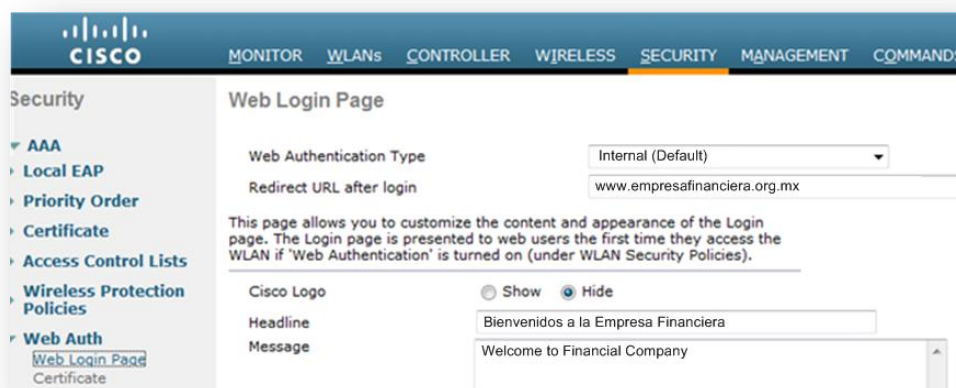 CISCO
MONITOR WLANs CONTROLLER WIRELESS SECURITY MANAGEMENT COMMANDS
Security
AAA
Local EAP
Priority Order
Certificate
Access Control Lists
Wireless Protection
Policies
Web Auth
Web Login Page
Certificate
Web Login Page
Web Authentication Type Internal (Default)
Redirect URL after login www.empresafinanciera.org.mx
This page allows you to customize the content and appearance of the Login
page. The Login page is presented to web users the first time they access the
WLAN if 'Web Authentication' is turned on (under WLAN Security Policies).
Cisco Logo Show Hide
Headline Bienvenidos a la Empresa Financiera
Message Welcome to Financial Company